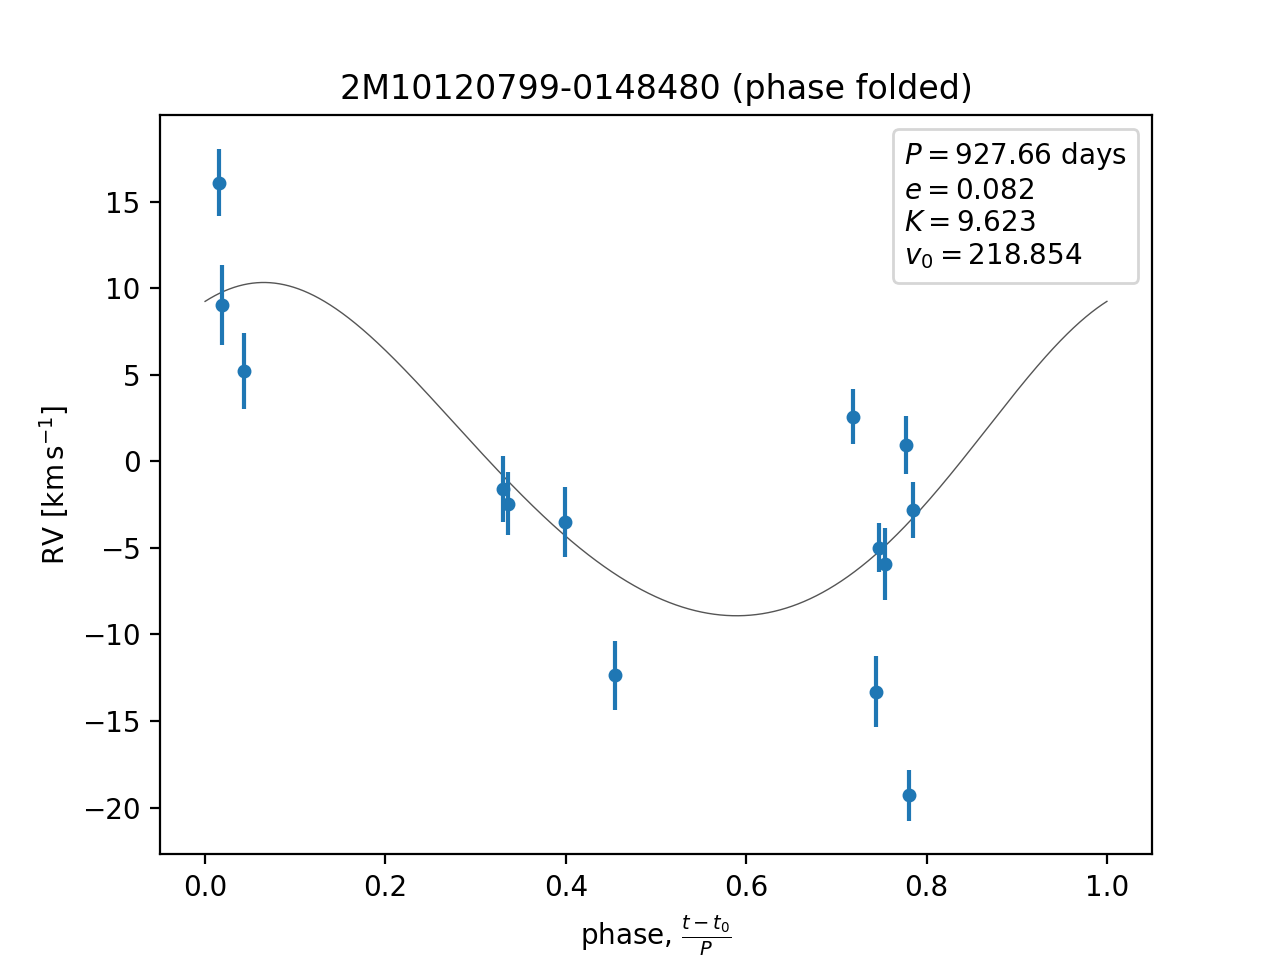 2M10120799-0148480 (phase folded)
P = 927.66 days
e = 0.082
K = 9.623
v₀ = 218.854
15
10
5
0
−5
−10
−15
−20
RV [km s⁻¹]
0.0 0.2 0.4 0.6 0.8 1.0
phase, (t − t₀)/P